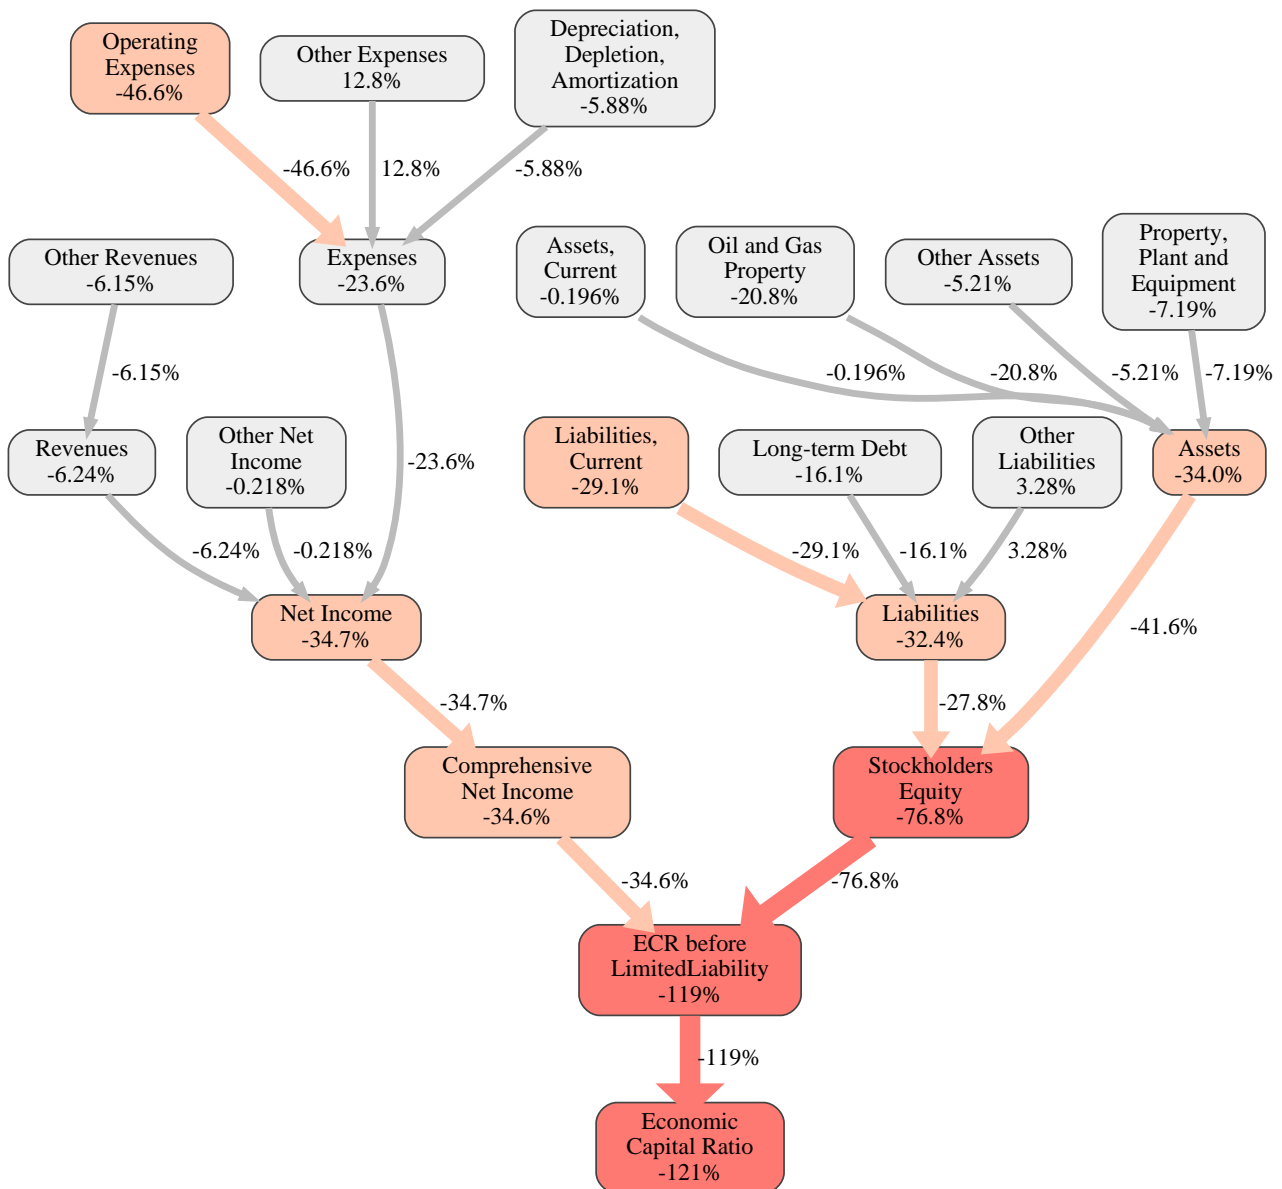 Operating
Expenses
-46.6%
Other Expenses
12.8%
Depreciation,
Depletion,
Amortization
-5.88%
-46.6%
12.8%
-5.88%
Other Revenues
-6.15%
Expenses
-23.6%
Assets,
Current
-0.196%
Oil and Gas
Property
-20.8%
Other Assets
-5.21%
Property,
Plant and
Equipment
-7.19%
-6.15%
-0.196%
-20.8%
-5.21%
-7.19%
Revenues
-6.24%
Other Net
Income
-0.218%
-23.6%
Liabilities,
Current
-29.1%
Long-term Debt
-16.1%
Other
Liabilities
3.28%
Assets
-34.0%
-6.24%
-0.218%
-29.1%
-16.1%
3.28%
Net Income
-34.7%
Liabilities
-32.4%
-41.6%
-34.7%
-27.8%
Comprehensive
Net Income
-34.6%
Stockholders
Equity
-76.8%
-34.6%
-76.8%
ECR before
LimitedLiability
-119%
-119%
Economic
Capital Ratio
-121%